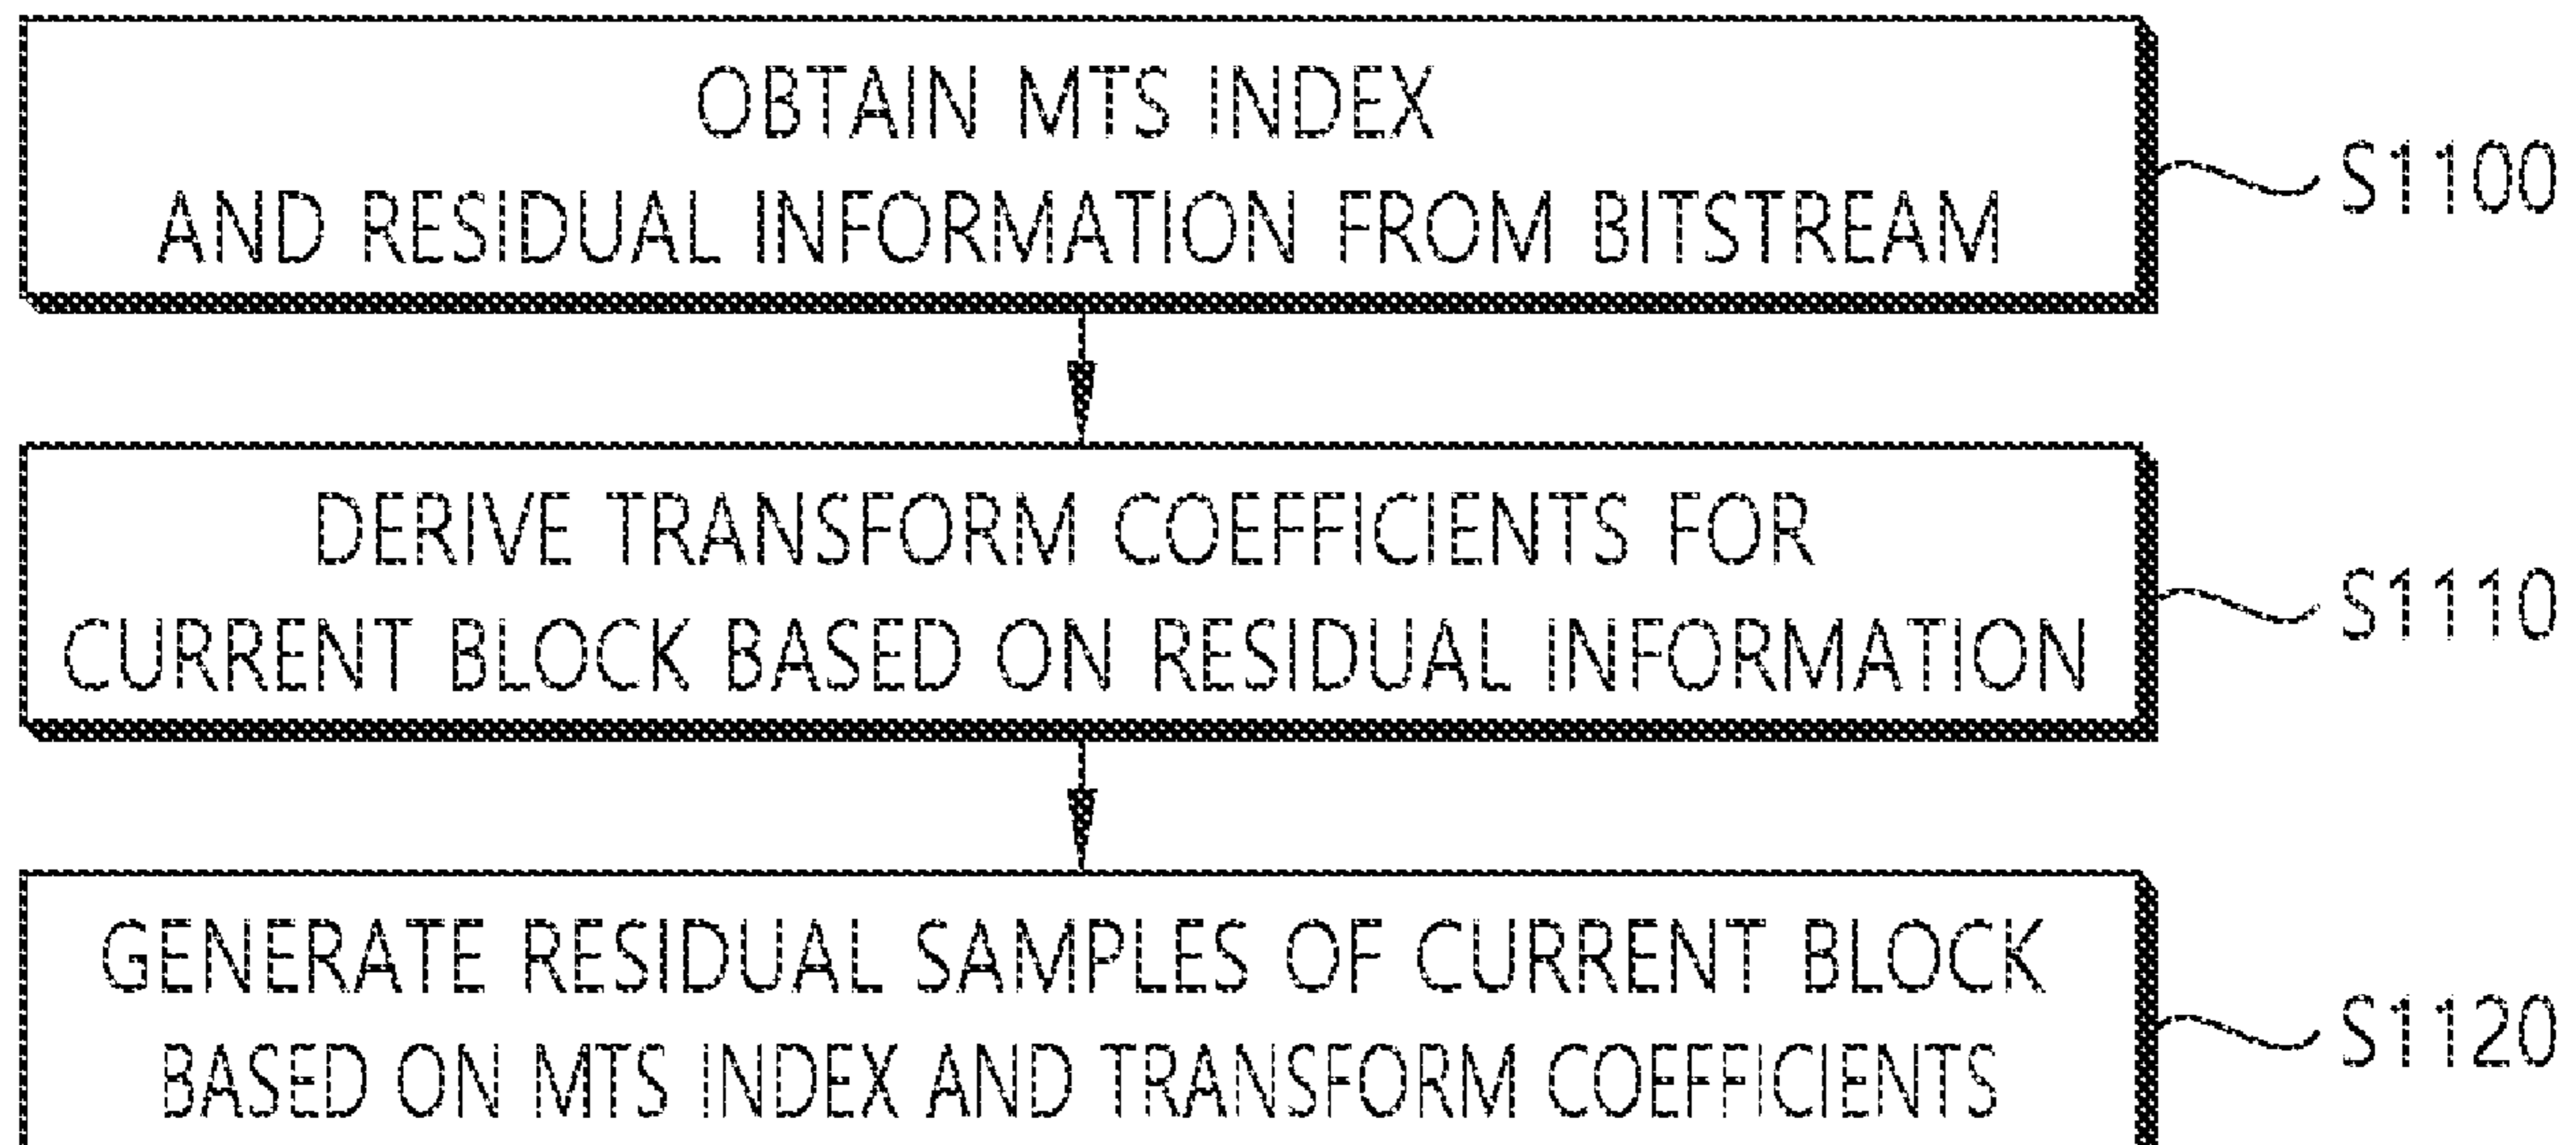 OBTAIN MTS INDEX
AND RESIDUAL INFORMATION FROM BITSTREAM
S1100
DERIVE TRANSFORM COEFFICIENTS FOR
CURRENT BLOCK BASED ON RESIDUAL INFORMATION
S1110
GENERATE RESIDUAL SAMPLES OF CURRENT BLOCK
BASED ON MTS INDEX AND TRANSFORM COEFFICIENTS
S1120